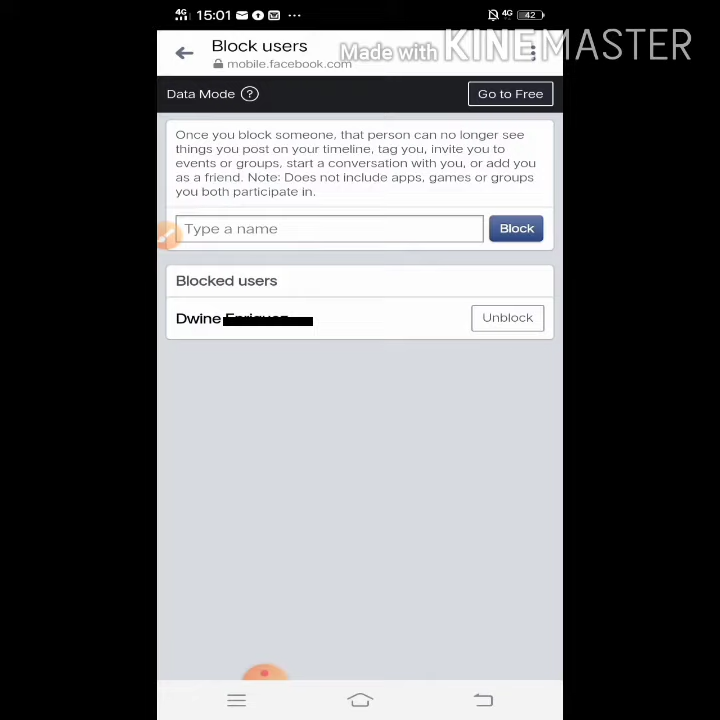 4G 15:01 ... 4G 42
Block users
mobile.facebook.com
Made with KINEMASTER
Data Mode ? Go to Free
Once you block someone, that person can no longer see
things you post on your timeline, tag you, invite you to
events or groups, start a conversation with you, or add you
as a friend. Note: Does not include apps, games or groups
you both participate in.
Type a name Block
Blocked users
Dwine Unblock